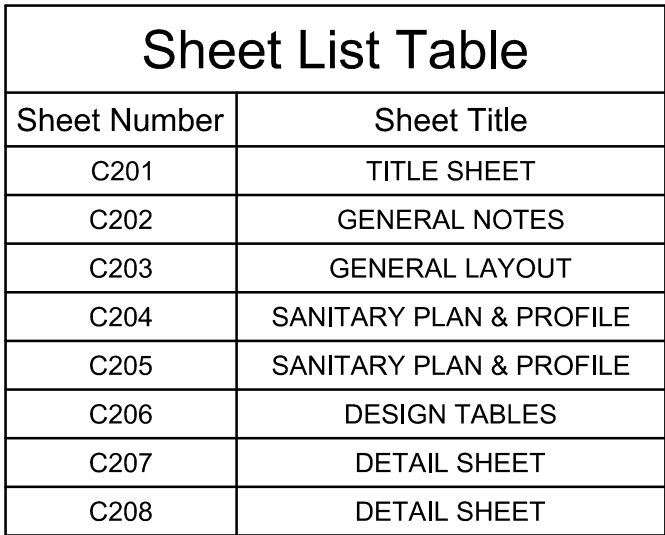 Sheet List Table
Sheet Number Sheet Title
C201 TITLE SHEET
C202 GENERAL NOTES
C203 GENERAL LAYOUT
C204 SANITARY PLAN & PROFILE
C205 SANITARY PLAN & PROFILE
C206 DESIGN TABLES
C207 DETAIL SHEET
C208 DETAIL SHEET